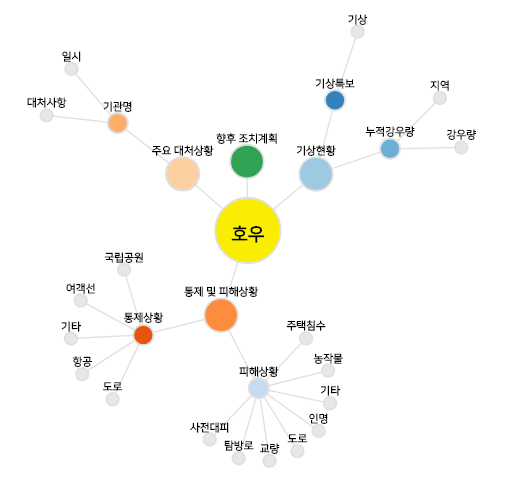 기상
일시
기상특보
지역
대처사항
기관명
누적강우량
강우량
향후 조치계획
주요 대처상황
기상현황
호우
국립공원
여객선
통제 및 피해상황
기타
통제상황
주택침수
항공
농작물
피해상황
도로
기타
인명
사전대피
탐방로
교량
도로